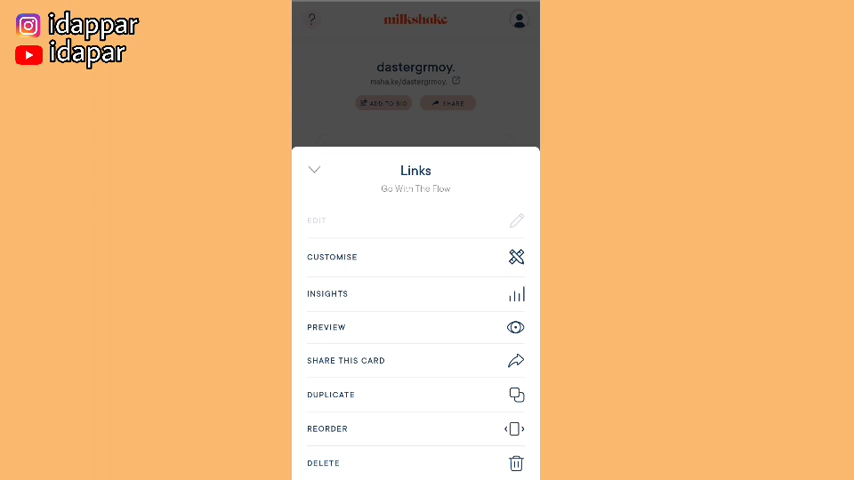 idappar
idapar
?
milkshake
dastergrmoy.
msha.ke/dastergrmoy.
ADD TO BIO
SHARE
Links
Go With The Flow
EDIT
CUSTOMISE
INSIGHTS
PREVIEW
SHARE THIS CARD
DUPLICATE
REORDER
DELETE